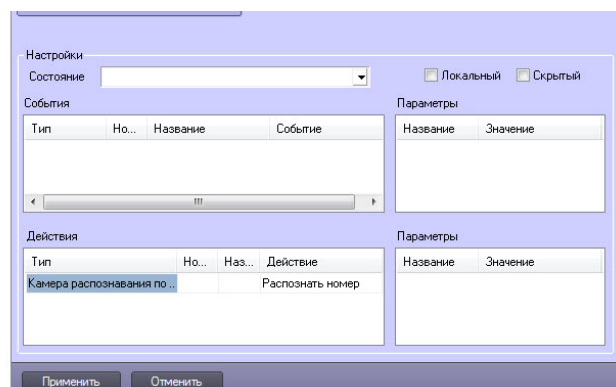 Настройки
Состояние
Локальный Скрытый
События
Параметры
Тип Но... Название Событие
Название Значение
Действия
Параметры
Тип Но... Наз... Действие
Название Значение
Камера распознавания по .. Распознать номер
Применить Отменить